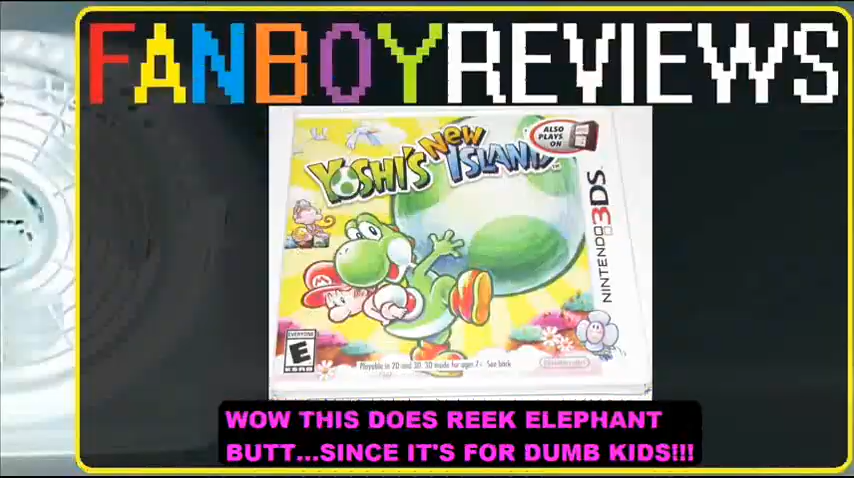 FANBOYREVIEWS
ALSO
PLAYS
ON
YOSHI'S New ISLAND
NINTENDO 3DS
M
EVERYONE
E
ESRB
Playable in 2D and 3D. 3D mode for ages 7+. See back
WOW THIS DOES REEK ELEPHANT
BUTT...SINCE IT'S FOR DUMB KIDS!!!